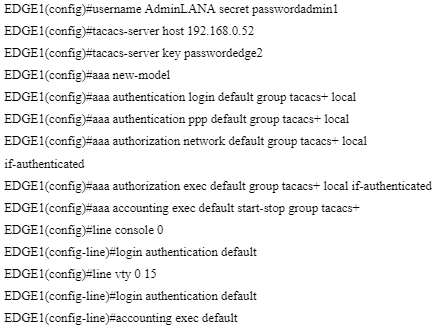 EDGE1(config)#username AdminLANA secret passwordadmin1
EDGE1(config)#tacacs-server host 192.168.0.52
EDGE1(config)#tacacs-server key passwordedge2
EDGE1(config)#aaa new-model
EDGE1(config)#aaa authentication login default group tacacs+ local
EDGE1(config)#aaa authentication ppp default group tacacs+ local
EDGE1(config)#aaa authorization network default group tacacs+ local
if-authenticated
EDGE1(config)#aaa authorization exec default group tacacs+ local if-authenticated
EDGE1(config)#aaa accounting exec default start-stop group tacacs+
EDGE1(config)#line console 0
EDGE1(config-line)#login authentication default
EDGE1(config)#line vty 0 15
EDGE1(config-line)#login authentication default
EDGE1(config-line)#accounting exec default